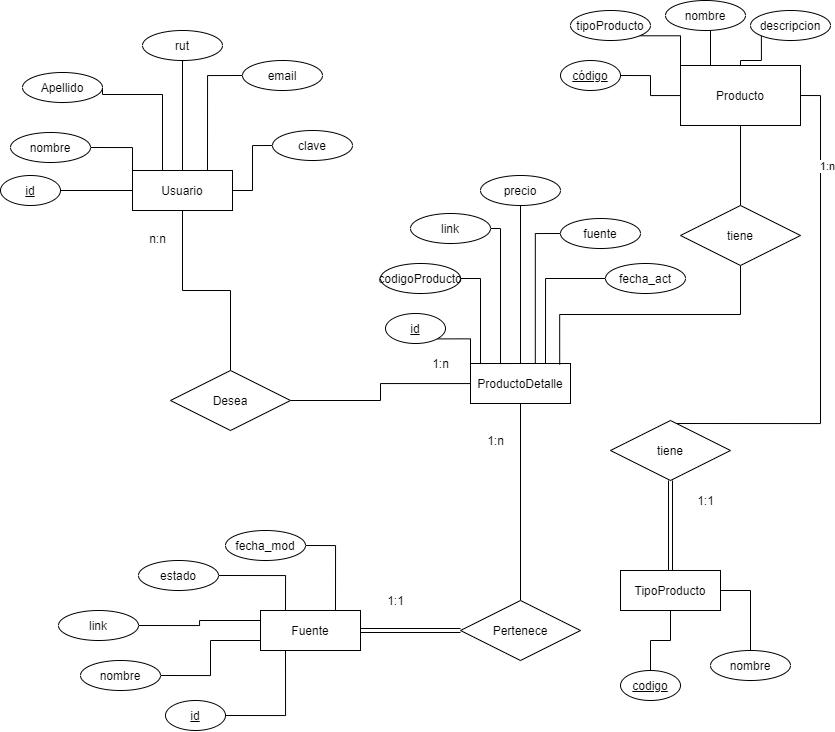 tipoProducto
nombre
descripcion
rut
código
email
Apellido
Producto
nombre
clave
1:n
id
Usuario
precio
n:n
link
fuente
tiene
codigoProducto
fecha_act
id
1:n
ProductoDetalle
Desea
1:n
tiene
1:1
fecha_mod
estado
1:1
TipoProducto
link
Fuente
Pertenece
nombre
nombre
codigo
id